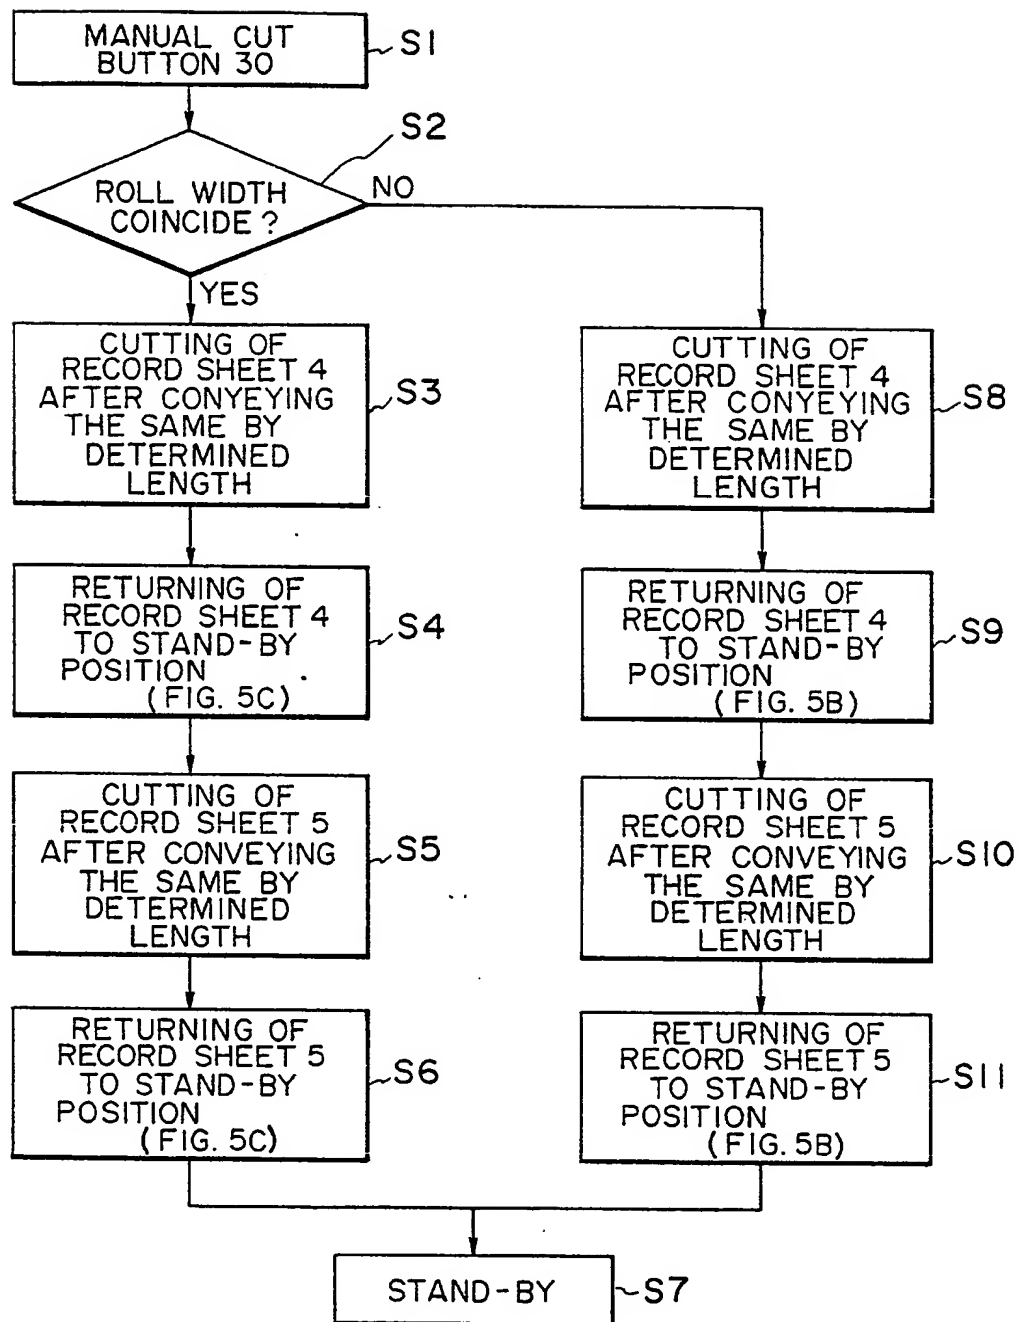 MANUAL CUT
BUTTON 30
S1
S2
ROLL WIDTH
COINCIDE?
NO
YES
CUTTING OF
RECORD SHEET 4
AFTER CONYEYING
THE SAME BY
DETERMINED
LENGTH
S3
RETURNING OF
RECORD SHEET 4
TO STAND-BY
POSITION
(FIG. 5C)
S4
CUTTING OF
RECORD SHEET 5
AFTER CONVEYING
THE SAME BY
DETERMINED
LENGTH
S5
RETURNING OF
RECORD SHEET 5
TO STAND-BY
POSITION
(FIG. 5C)
S6
CUTTING OF
RECORD SHEET 4
AFTER CONYEYING
THE SAME BY
DETERMINED
LENGTH
S8
RETURNING OF
RECORD SHEET 4
TO STAND-BY
POSITION
(FIG. 5B)
S9
CUTTING OF
RECORD SHEET 5
AFTER CONVEYING
THE SAME BY
DETERMINED
LENGTH
S10
RETURNING OF
RECORD SHEET 5
TO STAND-BY
POSITION
(FIG. 5B)
S11
STAND-BY
S7